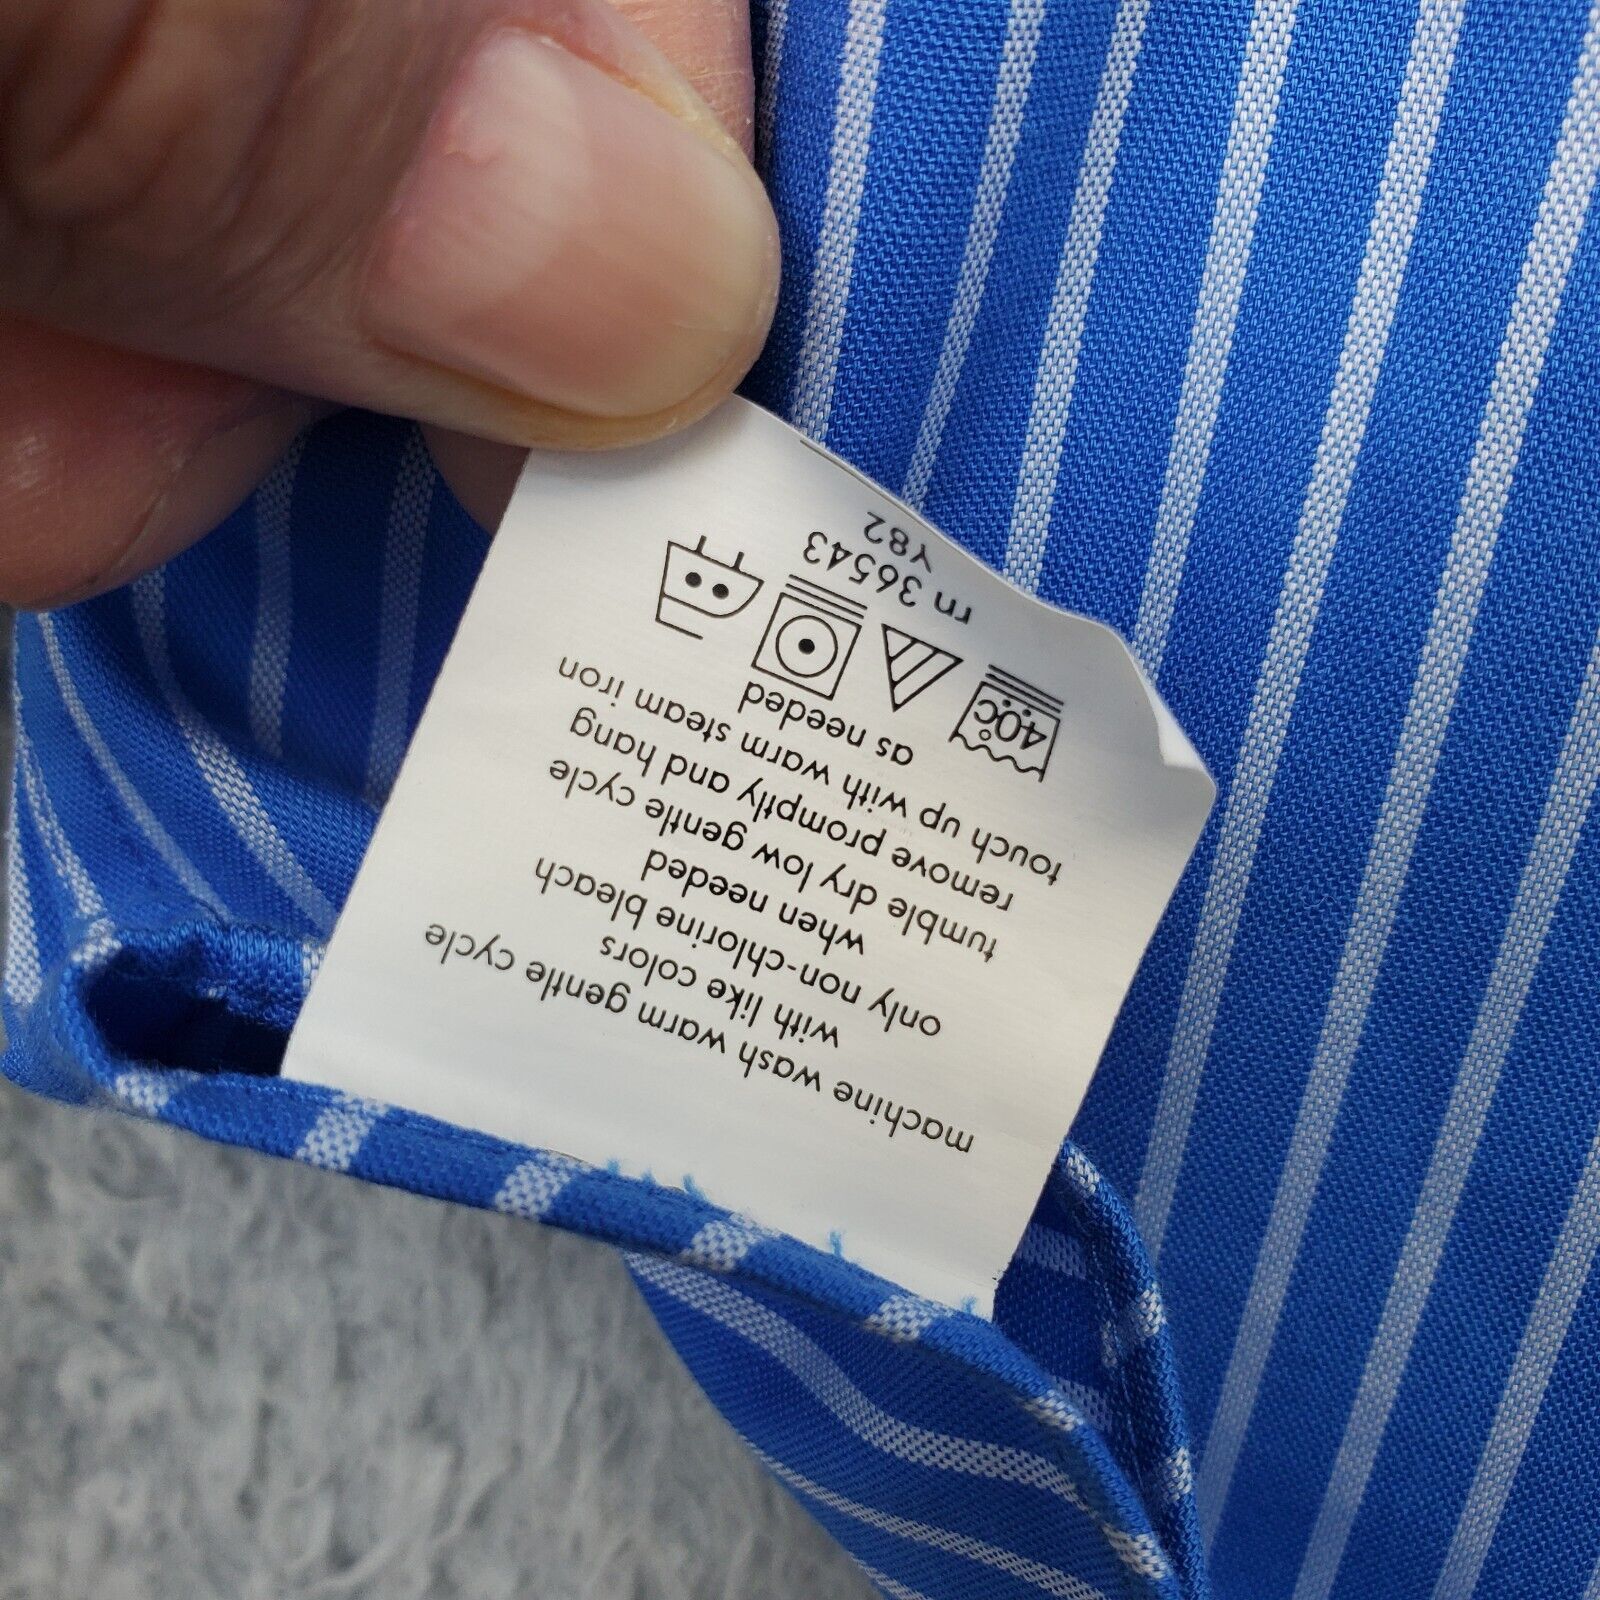 machine wash warm gentle cycle
with like colors
only non-chlorine bleach
when needed
tumble dry low gentle cycle
remove promptly and hang
touch up with warm steam iron
as needed
40°C
rn 36543
Y82